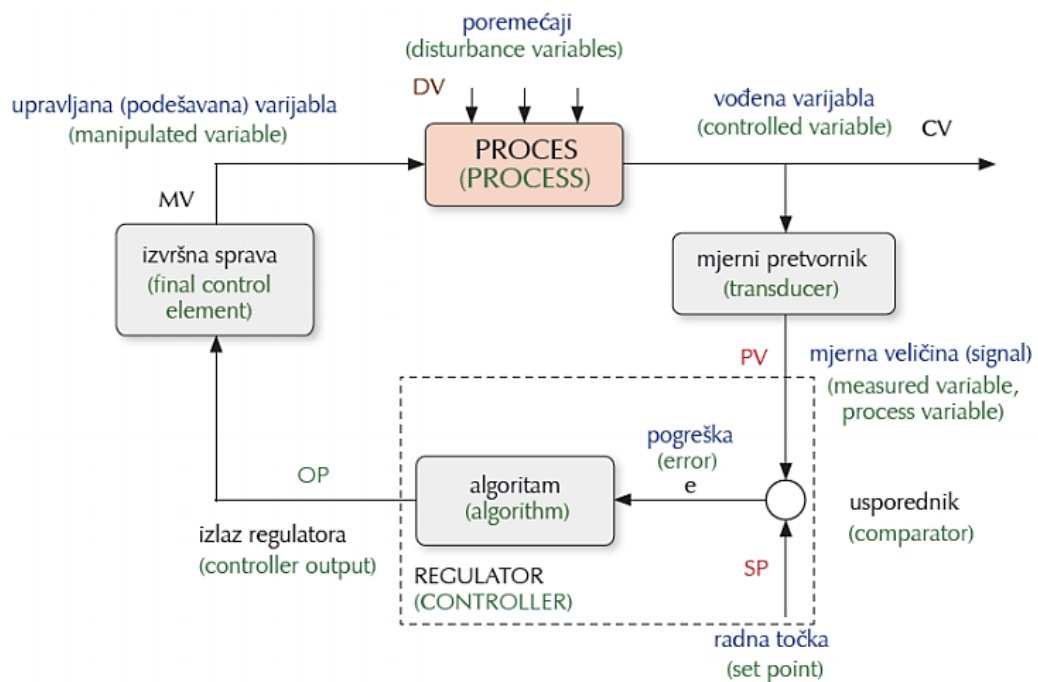 poremećaji
(disturbance variables)
DV
upravljana (podešavana) varijabla
(manipulated variable)
vođena varijabla
(controlled variable)
CV
PROCES
(PROCESS)
MV
izvršna sprava
(final control
element)
mjerni pretvornik
(transducer)
PV
mjerna veličina (signal)
(measured variable,
process variable)
pogreška
(error)
e
OP
algoritam
(algorithm)
usporednik
(comparator)
izlaz regulatora
(controller output)
REGULATOR
(CONTROLLER)
SP
radna točka
(set point)